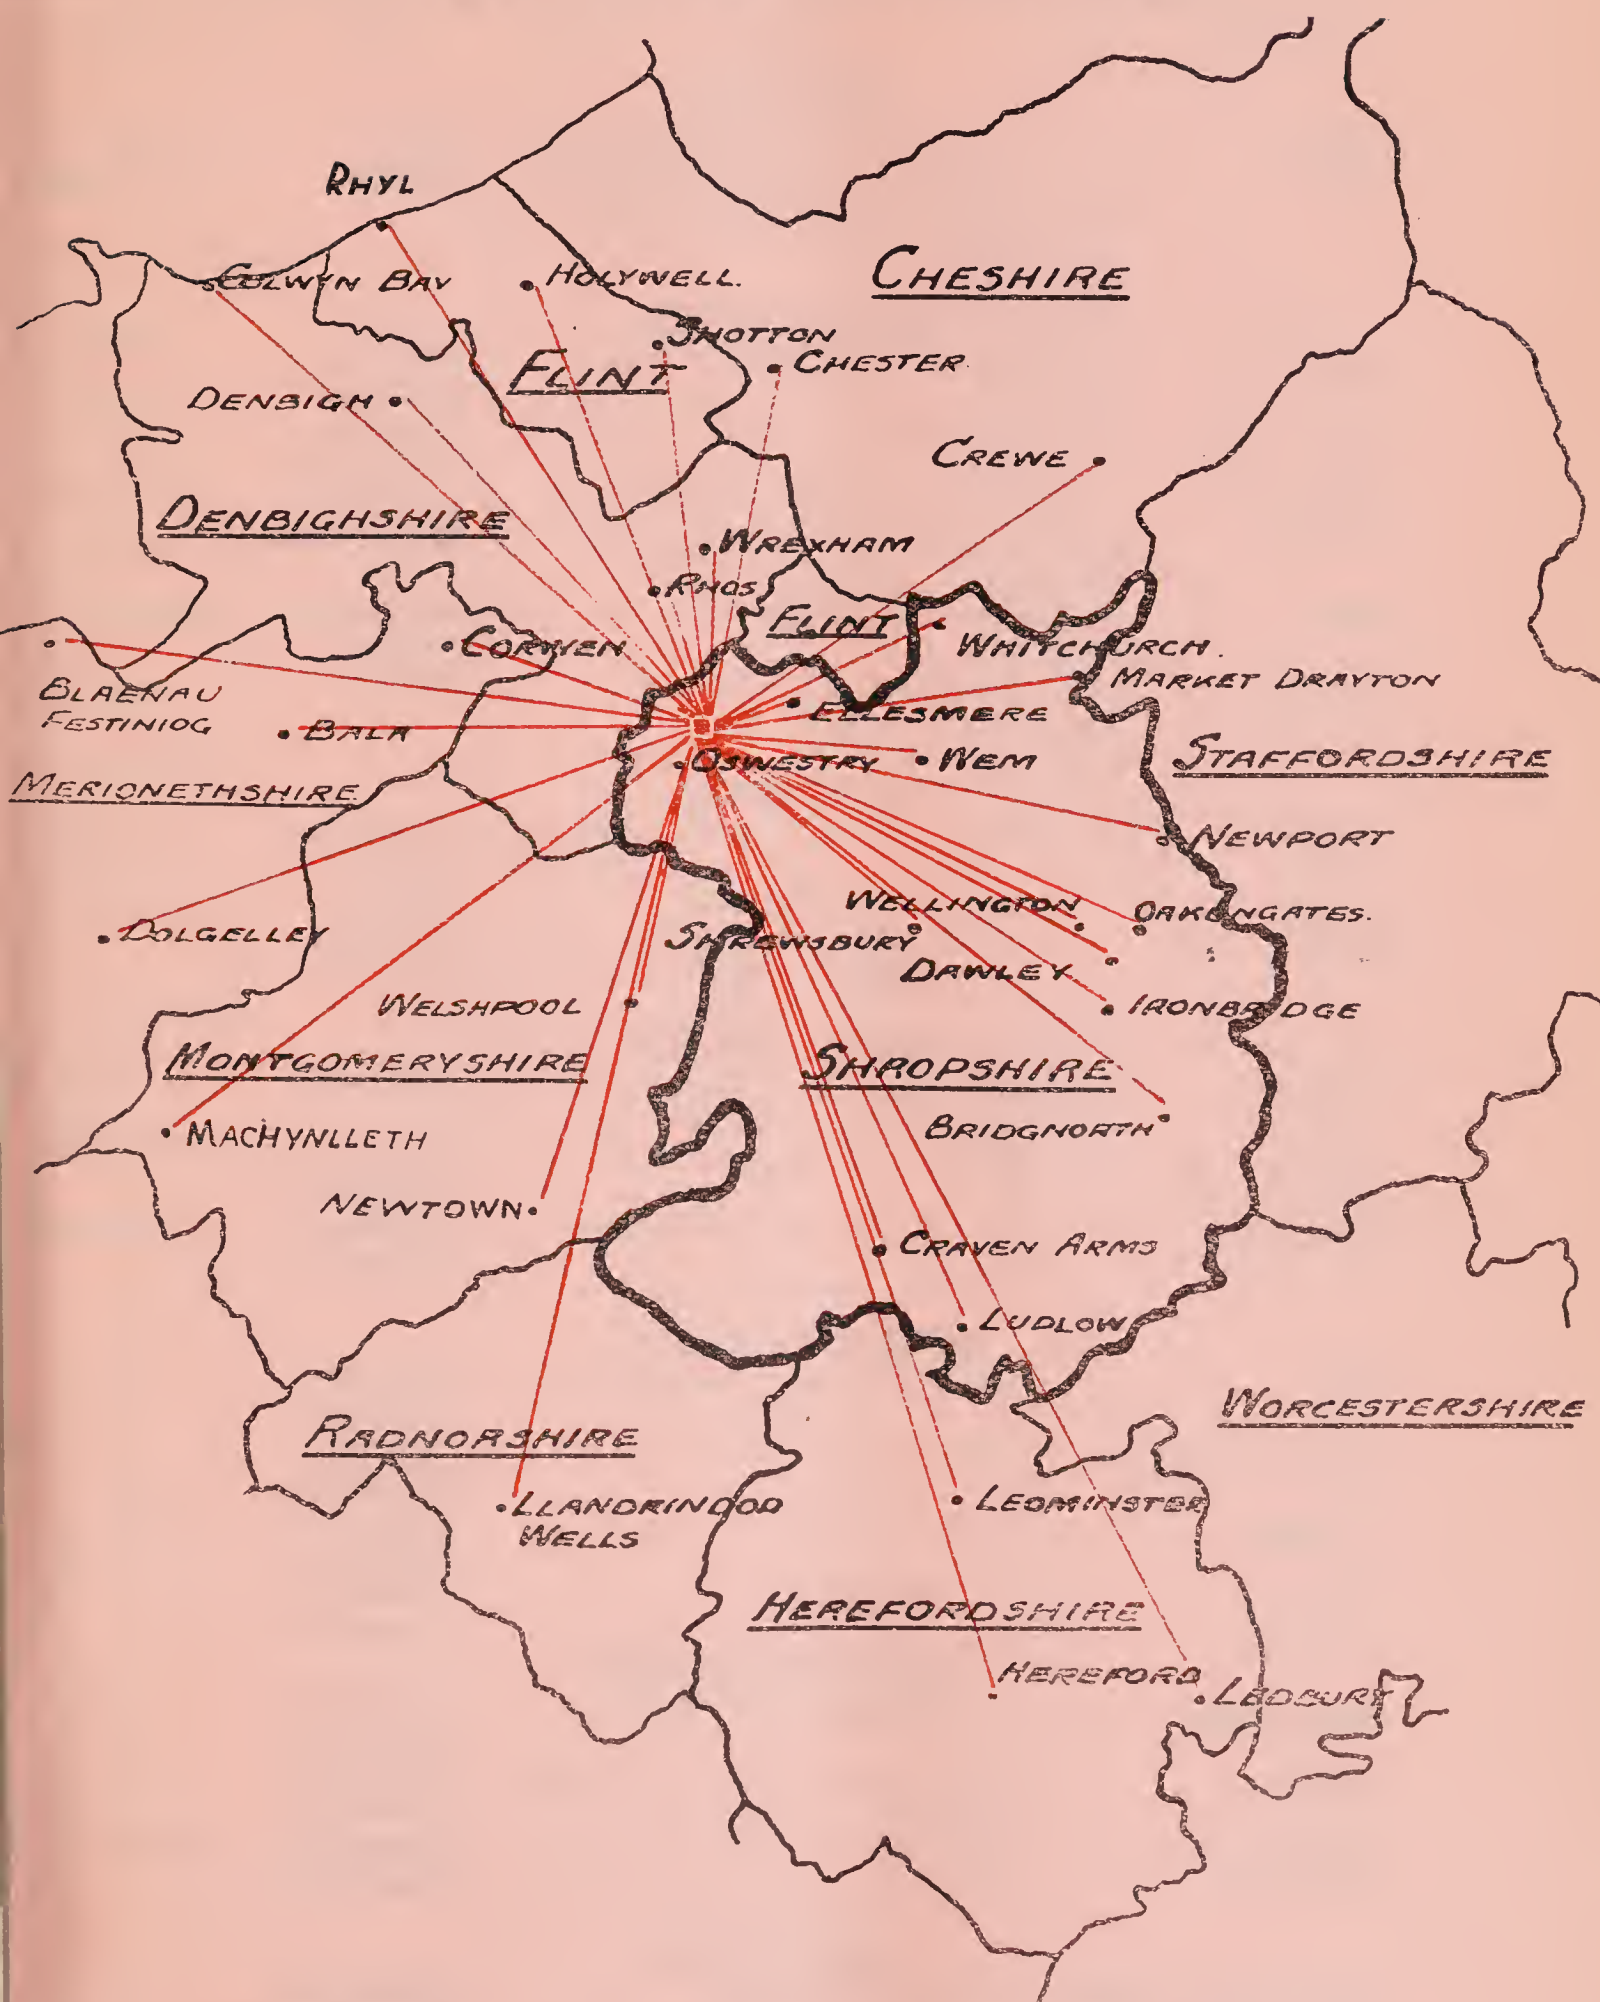 RHYL
COLWYN BAY
HOLYWELL.
CHESHIRE
SHOTTON
FLINT
CHESTER
DENBIGH
CREWE
DENBIGHSHIRE
WREXHAM
RHOS
FLINT
CORWEN
WHITCHURCH.
MARKET DRAYTON
BLAENAU
FESTINIOG
BALA
ELLESMERE
OSWESTRY
WEM
STAFFORDSHIRE
MERIONETHSHIRE
NEWPORT
WELLINGTON
OAKENGATES.
DOLGELLEY
SHREWSBURY
DAWLEY
WELSHPOOL
IRONBRIDGE
MONTGOMERYSHIRE
SHROPSHIRE
BRIDGNORTH
MACHYNLLETH
NEWTOWN
CRAVEN ARMS
LUDLOW
WORCESTERSHIRE
RADNORSHIRE
LLANDRINDOD
WELLS
LEOMINSTER
HEREFORDSHIRE
HEREFORD
LEDBURY